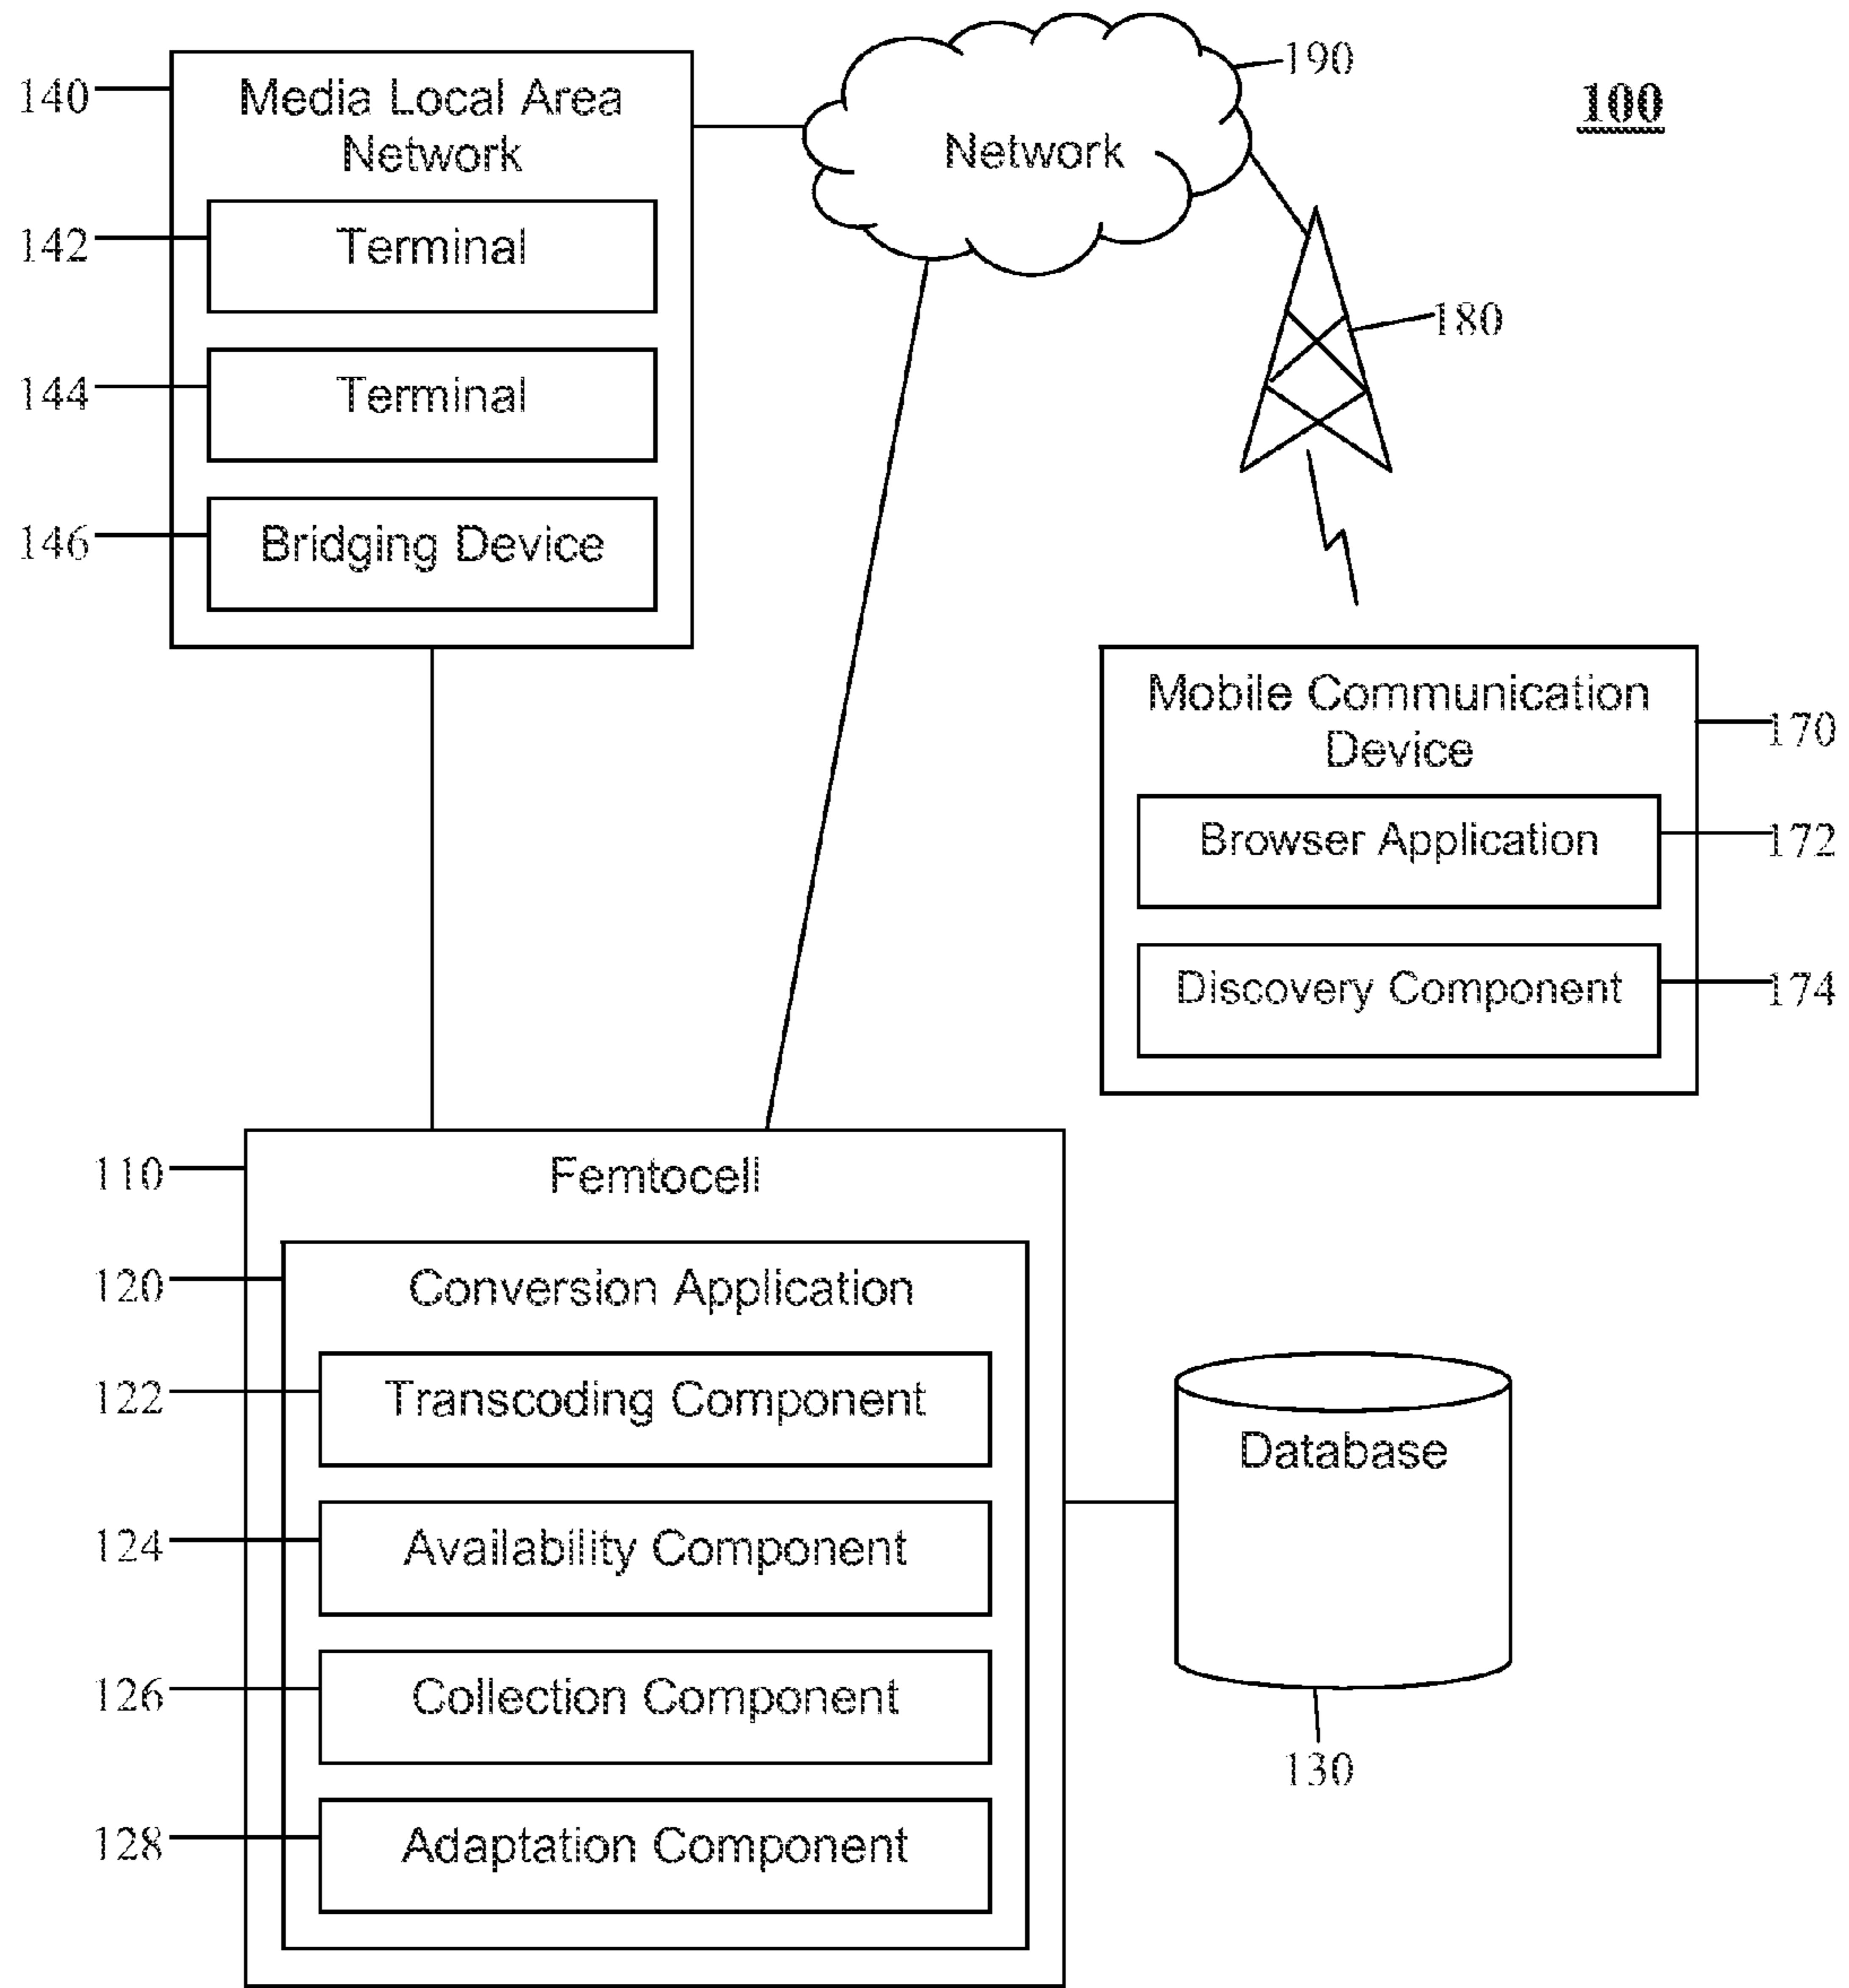 190
100
140
Media Local Area
Network
Network
142
Terminal
180
144
Terminal
146
Bridging Device
Mobile Communication
Device
170
Browser Application
172
Discovery Component
174
110
Femtocell
120
Conversion Application
122
Transcoding Component
Database
124
Availability Component
126
Collection Component
130
128
Adaptation Component